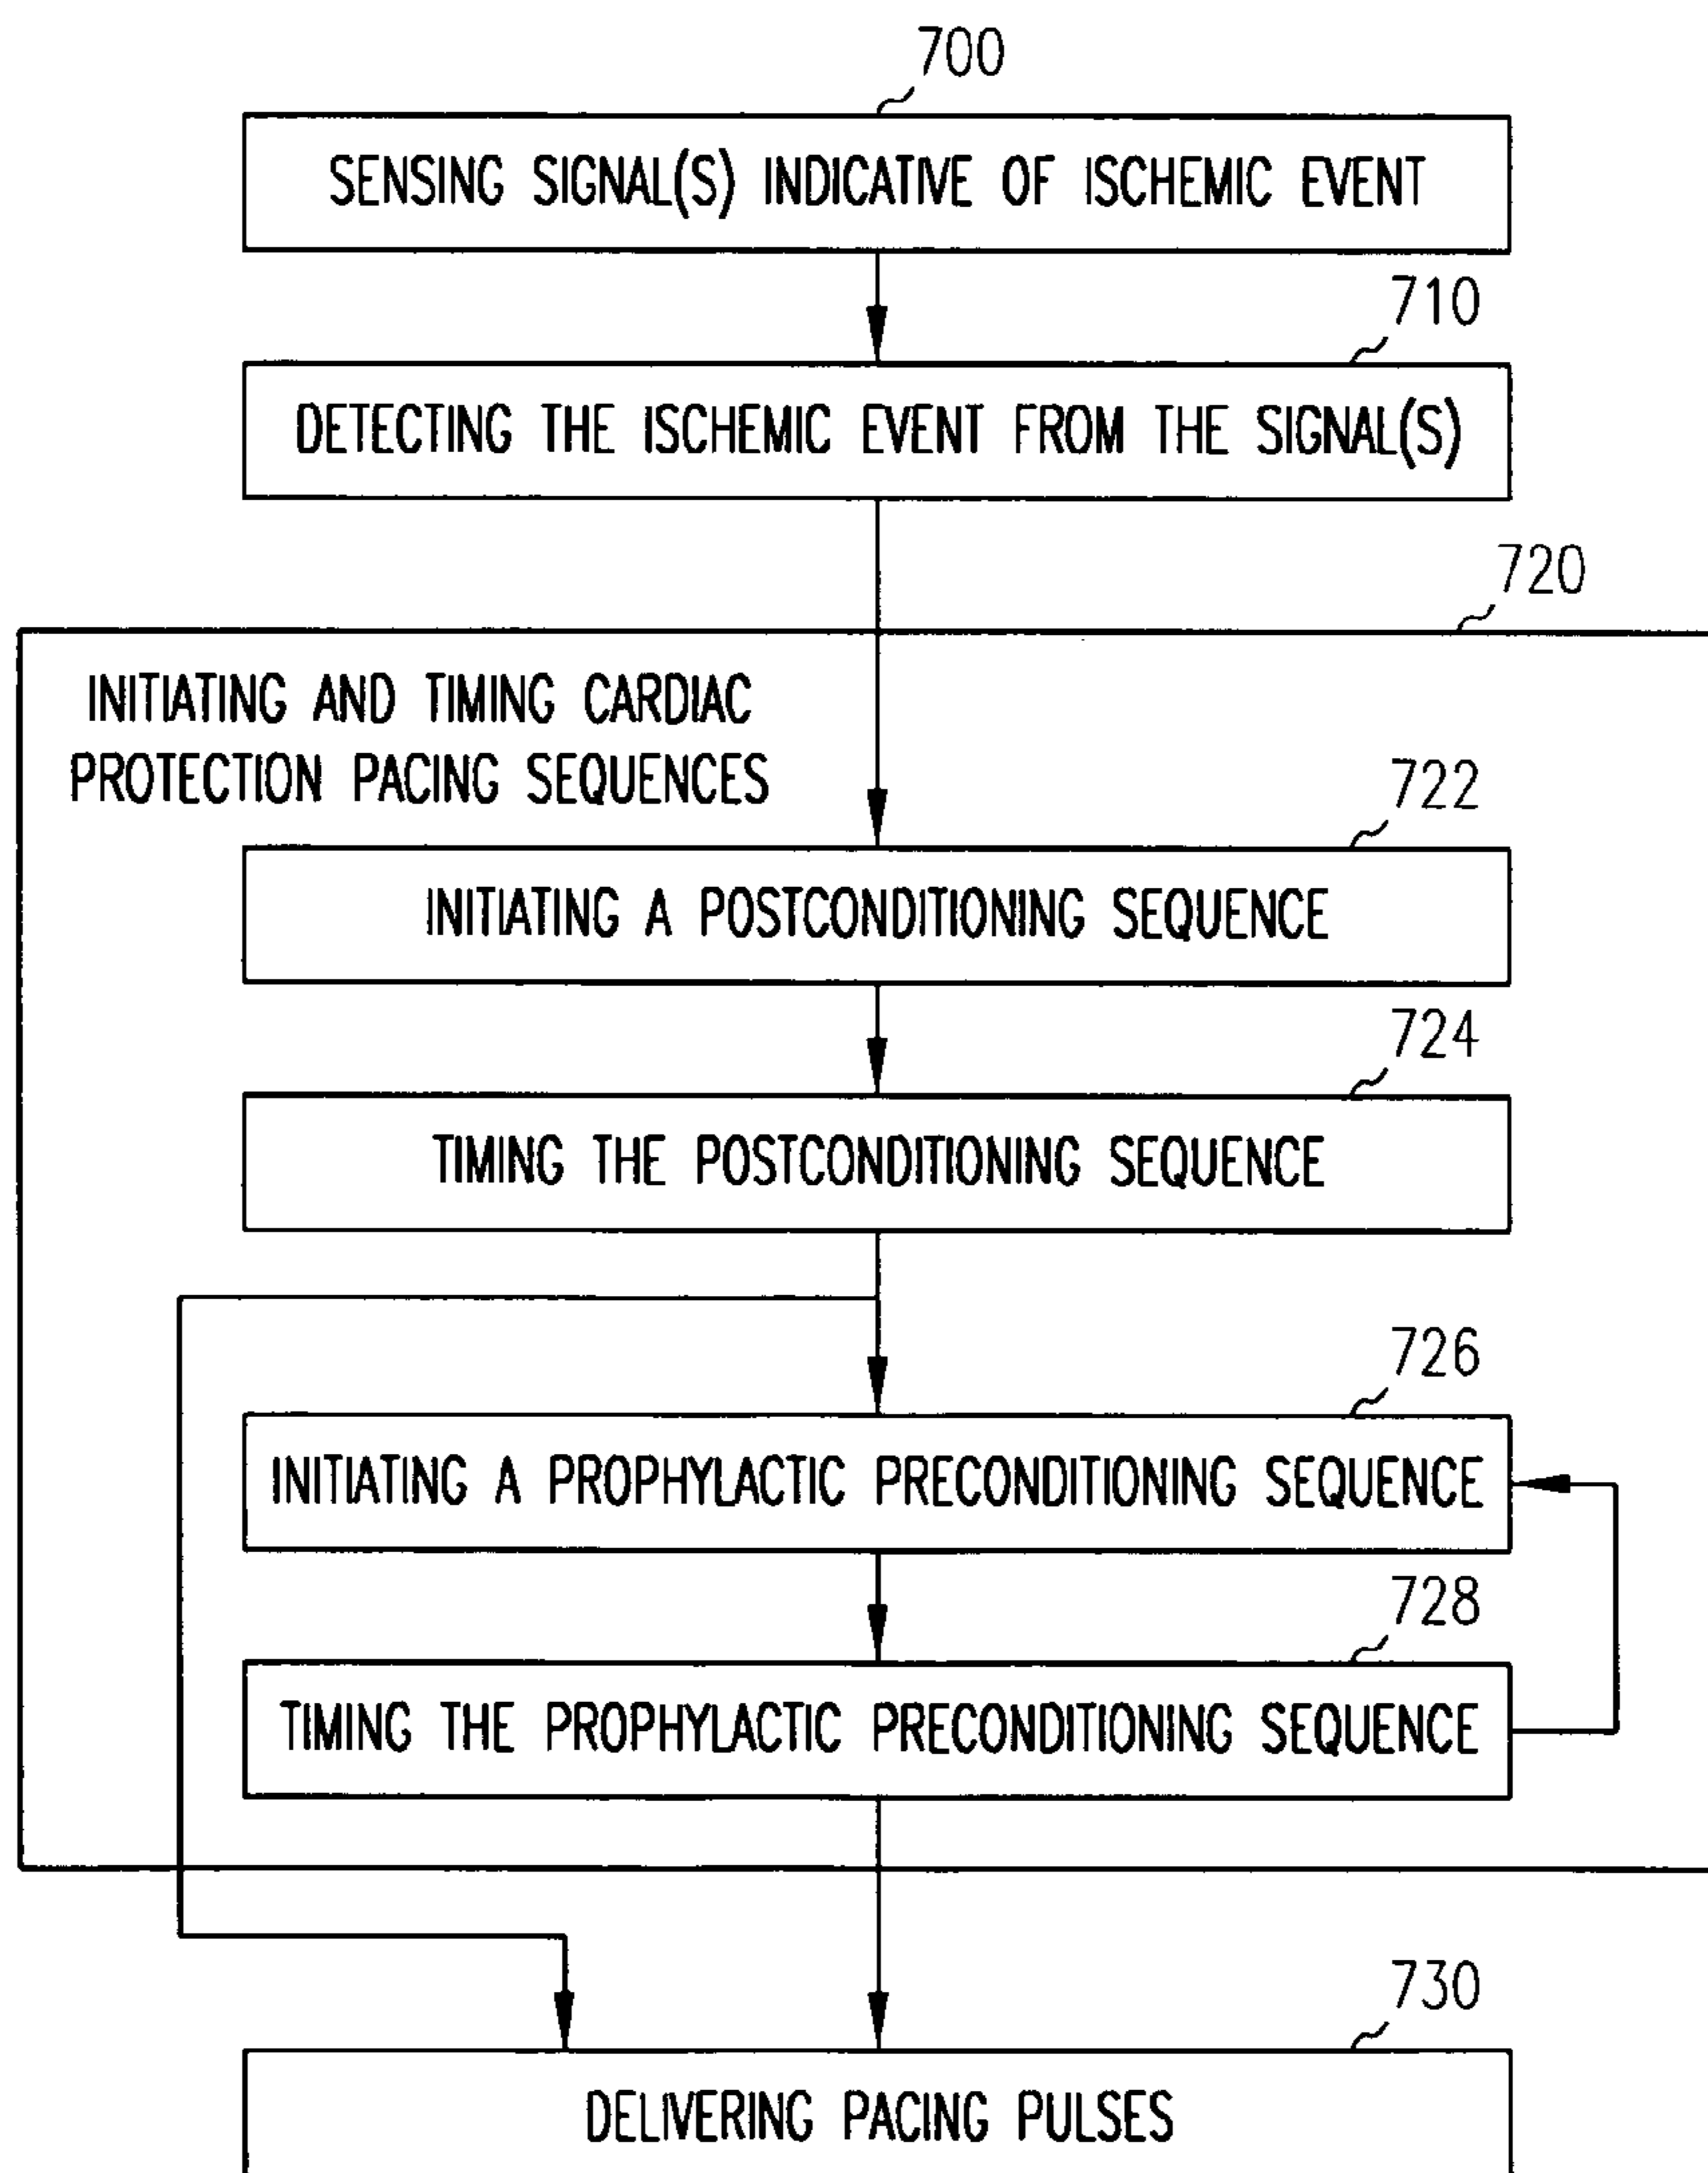 700
SENSING SIGNAL(S) INDICATIVE OF ISCHEMIC EVENT
710
DETECTING THE ISCHEMIC EVENT FROM THE SIGNAL(S)
720
INITIATING AND TIMING CARDIAC
PROTECTION PACING SEQUENCES
722
INITIATING A POSTCONDITIONING SEQUENCE
724
TIMING THE POSTCONDITIONING SEQUENCE
726
INITIATING A PROPHYLACTIC PRECONDITIONING SEQUENCE
728
TIMING THE PROPHYLACTIC PRECONDITIONING SEQUENCE
730
DELIVERING PACING PULSES